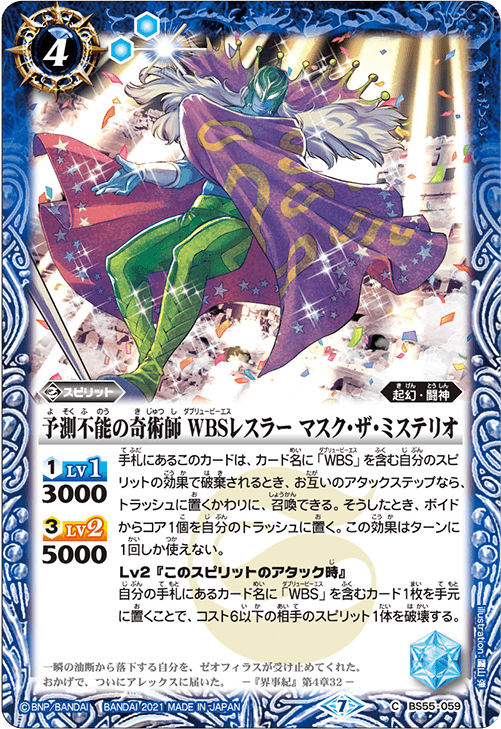 4
スピリット
起幻・闘神
予測不能の奇術師 WBSレスラー マスク・ザ・ミステリオ
1 LV1
3000
3 LV2
5000
手札にあるこのカードは、カード名に「WBS」を含む自分のスピ
リットの効果で破棄されるとき、お互いのアタックステップなら、
トラッシュに置くかわりに、召喚できる。そうしたとき、ボイド
からコア1個を自分のトラッシュに置く。この効果はターンに
1回しか使えない。
Lv2『このスピリットのアタック時』
自分の手札にあるカード名に「WBS」を含むカード1枚を手元
に置くことで、コスト6以下の相手のスピリット1体を破壊する。
一瞬の油断から落下する自分を、ゼオフィラスが受け止めてくれた。
おかげで、ついにアレックスに届いた。 ー『界事紀』第4章32ー
illustration:
©BNP/BANDAI BANDAI 2021 MADE IN JAPAN
7
C BS55-059